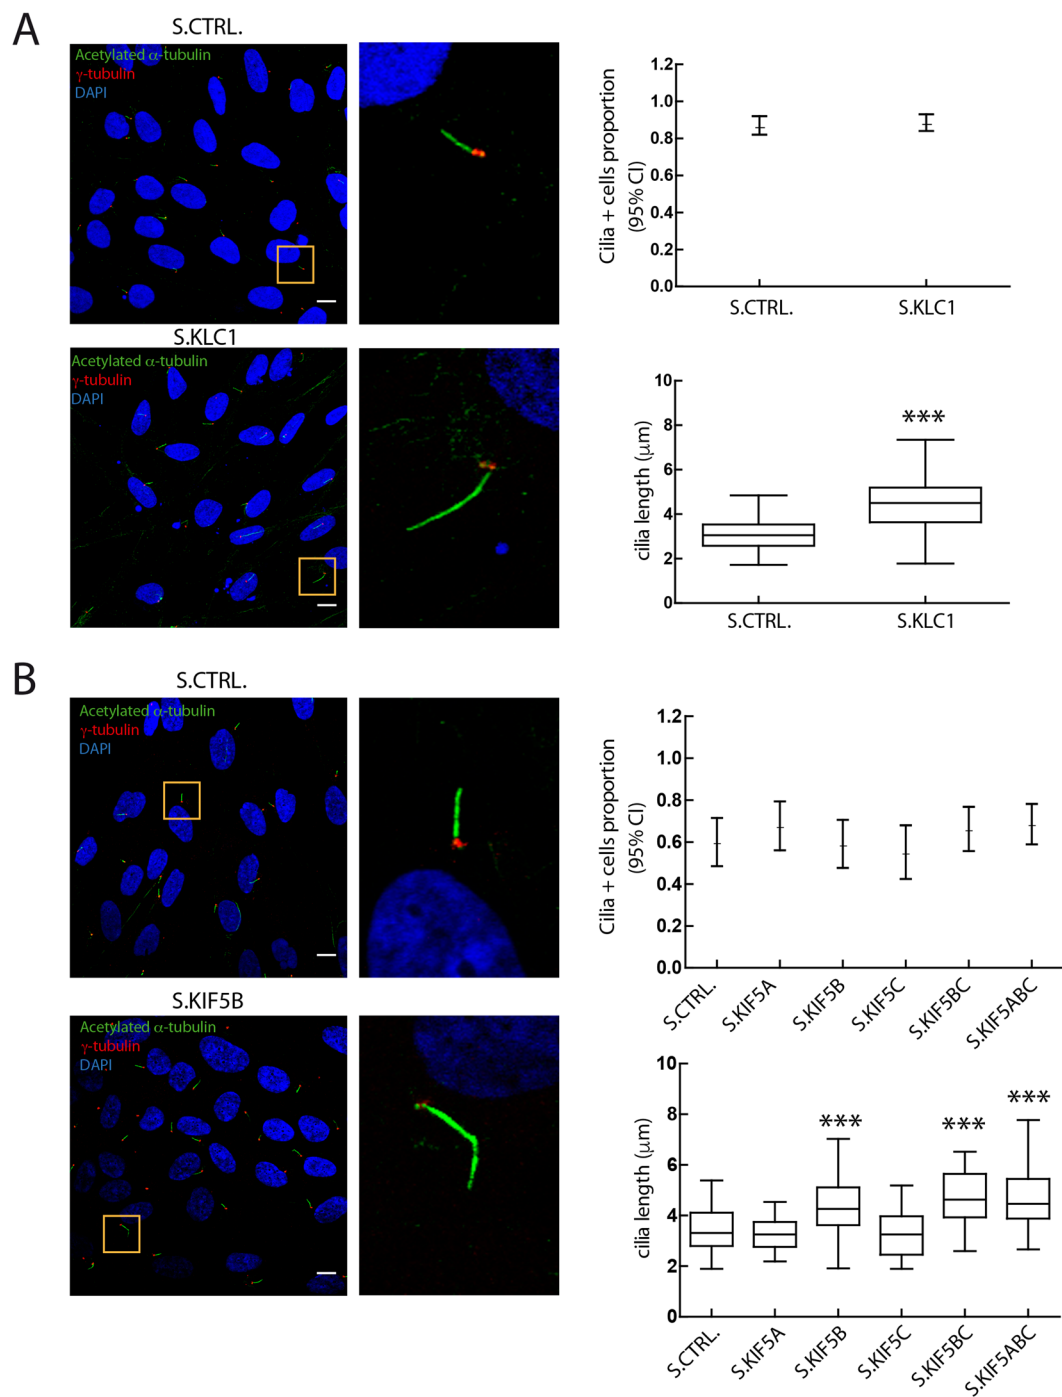 A
S.CTRL.
Acetylated α-tubulin
γ-tubulin
DAPI
S.KLC1
Acetylated α-tubulin
γ-tubulin
DAPI
Cilia + cells proportion
(95% CI)
1.2
1.0
0.8
0.6
0.4
0.2
0.0
S.CTRL.
S.KLC1
cilia length (μm)
10
8
6
4
2
0
***
S.CTRL.
S.KLC1
B
S.CTRL.
Acetylated α-tubulin
γ-tubulin
DAPI
S.KIF5B
Acetylated α-tubulin
γ-tubulin
DAPI
Cilia + cells proportion
(95% CI)
1.2
1.0
0.8
0.6
0.4
0.2
0.0
S.CTRL.
S.KIF5A
S.KIF5B
S.KIF5C
S.KIF5BC
S.KIF5ABC
cilia length (μm)
10
8
6
4
2
0
***
***
***
S.CTRL.
S.KIF5A
S.KIF5B
S.KIF5C
S.KIF5BC
S.KIF5ABC